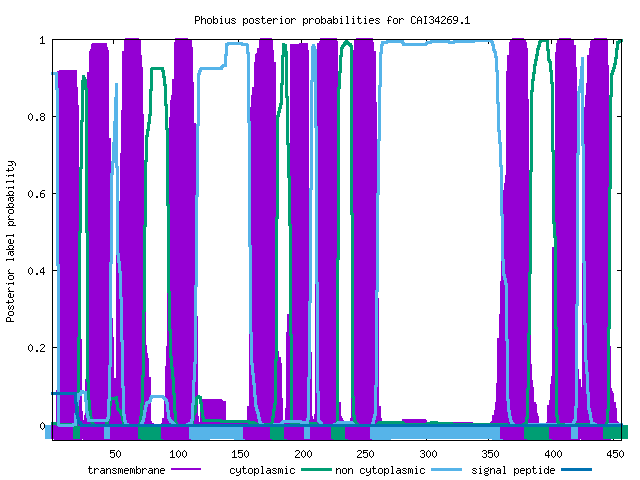 Phobius posterior probabilities for CAI34269.1
Posterior label probability
1
0.8
0.6
0.4
0.2
0
50 100 150 200 250 300 350 400 450
transmembrane cytoplasmic non cytoplasmic signal peptide